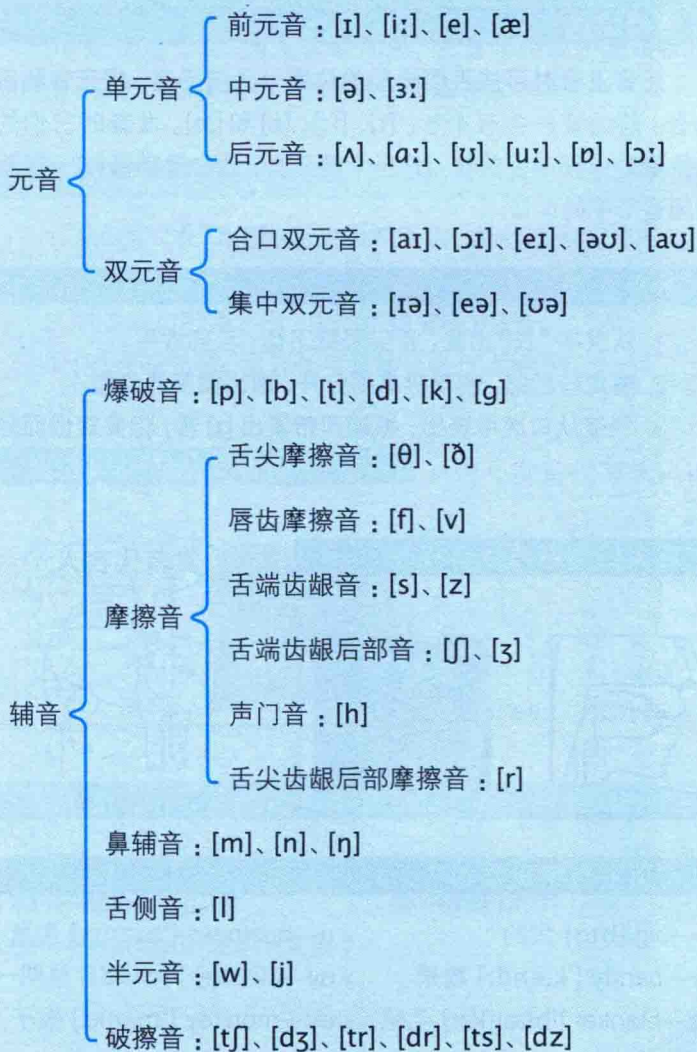 前元音：[ɪ]、[iː]、[e]、[æ]
单元音
中元音：[ə]、[ɜː]
后元音：[ʌ]、[ɑː]、[ʊ]、[uː]、[ɒ]、[ɔː]
元音
合口双元音：[aɪ]、[ɔɪ]、[eɪ]、[əʊ]、[aʊ]
双元音
集中双元音：[ɪə]、[eə]、[ʊə]
爆破音：[p]、[b]、[t]、[d]、[k]、[g]
舌尖摩擦音：[θ]、[ð]
唇齿摩擦音：[f]、[v]
舌端齿龈音：[s]、[z]
摩擦音
舌端齿龈后部音：[ʃ]、[ʒ]
辅音
声门音：[h]
舌尖齿龈后部摩擦音：[r]
鼻辅音：[m]、[n]、[ŋ]
舌侧音：[l]
半元音：[w]、[j]
破擦音：[tʃ]、[dʒ]、[tr]、[dr]、[ts]、[dz]